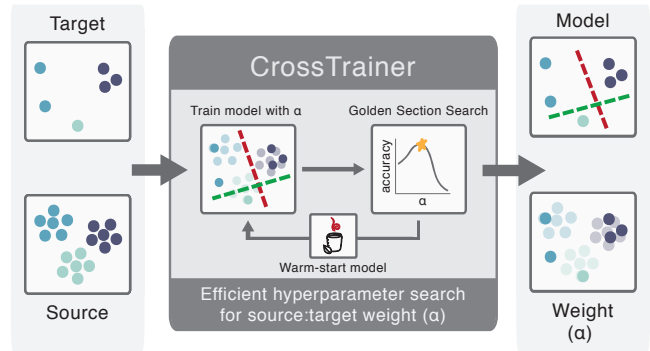 Target
Source
CrossTrainer
Train model with α
Golden Section Search
accuracy
α
Warm-start model
Efficient hyperparameter search
for source:target weight (α)
Model
Weight
(α)